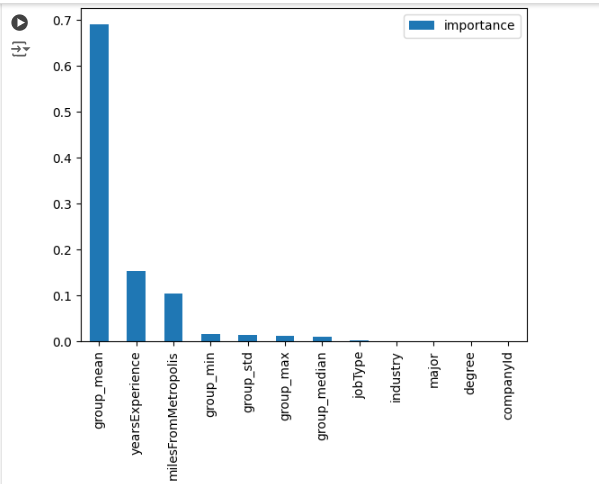 importance
0.7
0.6
0.5
0.4
0.3
0.2
0.1
0.0
group_mean
yearsExperience
milesFromMetropolis
group_min
group_std
group_max
group_median
jobType
industry
major
degree
companyId